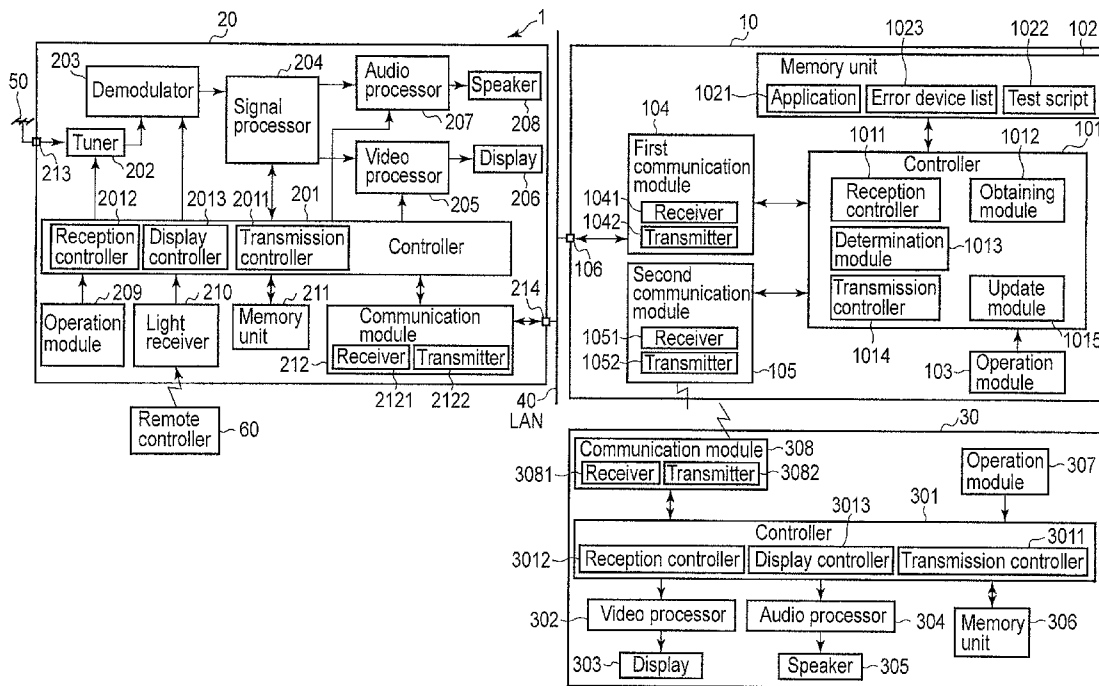 20
1
203
204
Demodulator
Signal processor
Audio processor
207
Speaker
208
50
Tuner
202
213
Video processor
205
Display
206
2012
2013
2011
201
Reception controller
Display controller
Transmission controller
Controller
209
210
211
214
Operation module
Light receiver
Memory unit
Communication module
212
Receiver
Transmitter
2121
2122
Remote controller
60
40
LAN
10
1023
1022
102
Memory unit
1021
Application
Error device list
Test script
104
1011
1012
101
First communication module
1041
Receiver
1042
Transmitter
Controller
Reception controller
Obtaining module
Determination module
1013
Transmission controller
1014
Update module
1015
106
Second communication module
1051
Receiver
1052
Transmitter
105
103
Operation module
30
Communication module
308
3081
Receiver
Transmitter
3082
Operation module
307
301
3013
3011
Controller
3012
Reception controller
Display controller
Transmission controller
302
Video processor
Audio processor
304
Memory unit
306
303
Display
Speaker
305